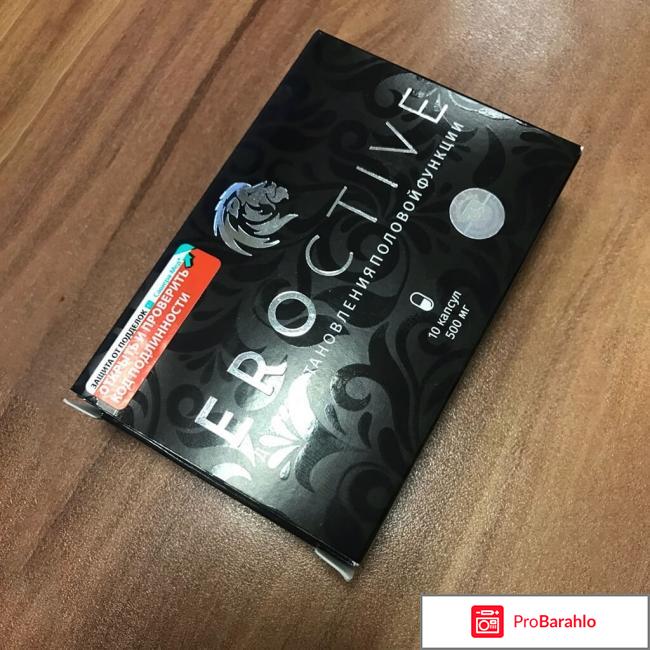 EROCTIVE
ДЛЯ ВОССТАНОВЛЕНИЯ ПОЛОВОЙ ФУНКЦИИ
10 капсул
500 мг
ЗАЩИТА ОТ ПОДДЕЛОК
ОТКРЫТЬ И ПРОВЕРИТЬ
КОД ПОДЛИННОСТИ
ProBarahlo